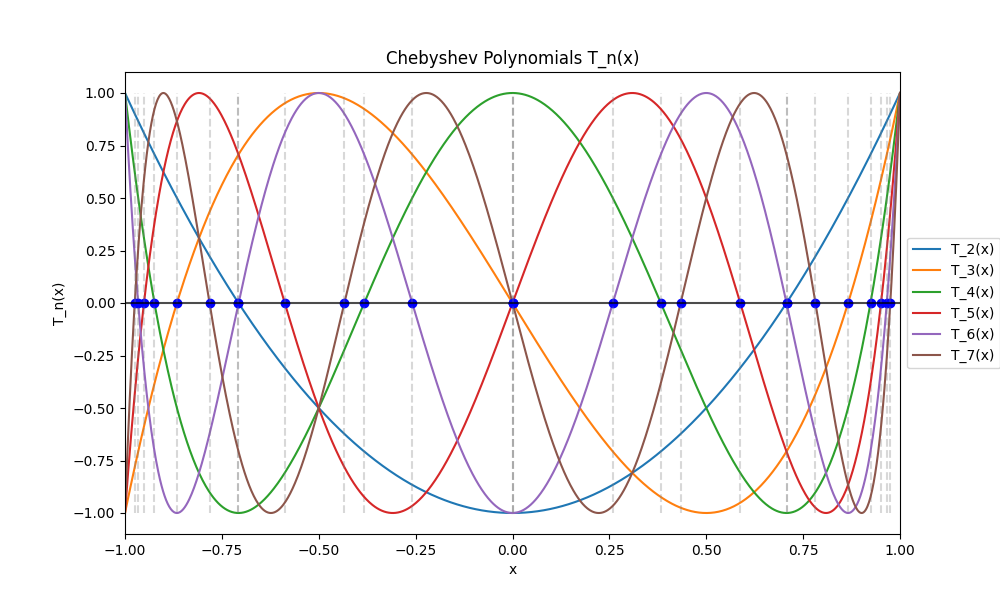 Chebyshev Polynomials T_n(x)
1.00
0.75
0.50
0.25
0.00
−0.25
−0.50
−0.75
−1.00
T_n(x)
−1.00 −0.75 −0.50 −0.25 0.00 0.25 0.50 0.75 1.00
x
T_2(x)
T_3(x)
T_4(x)
T_5(x)
T_6(x)
T_7(x)